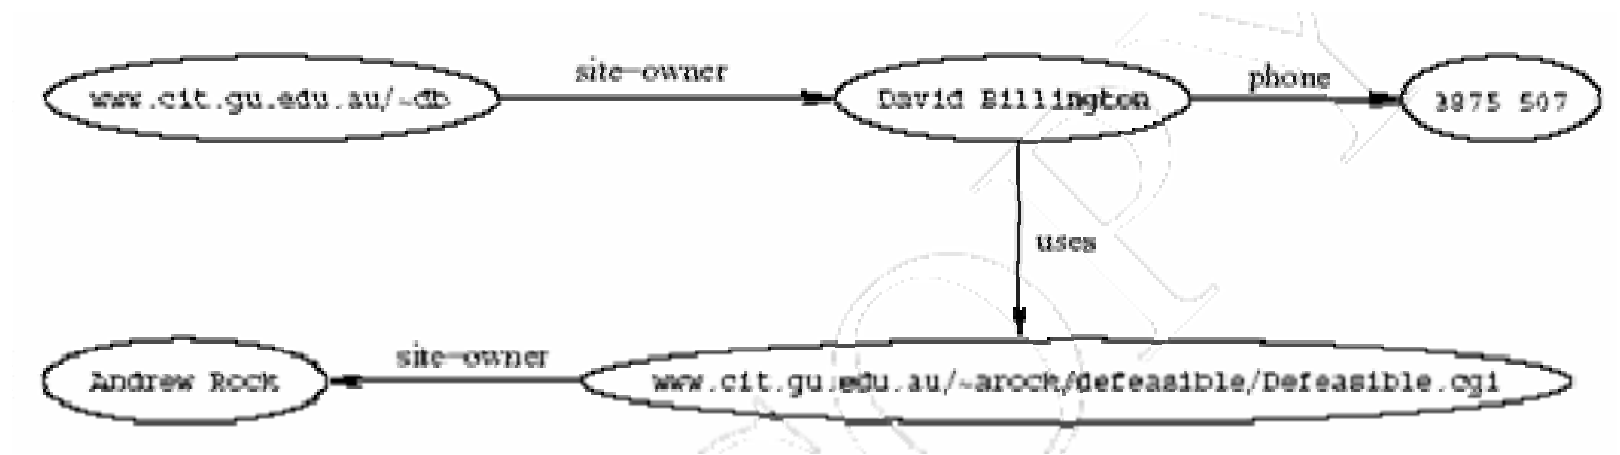 site-owner
phone
www.cit.gu.edu.au/~db
David Billington
3875 507
uses
site-owner
Andrew Rock
www.cit.gu.edu.au/~arock/defeasible/Defeasible.cgi